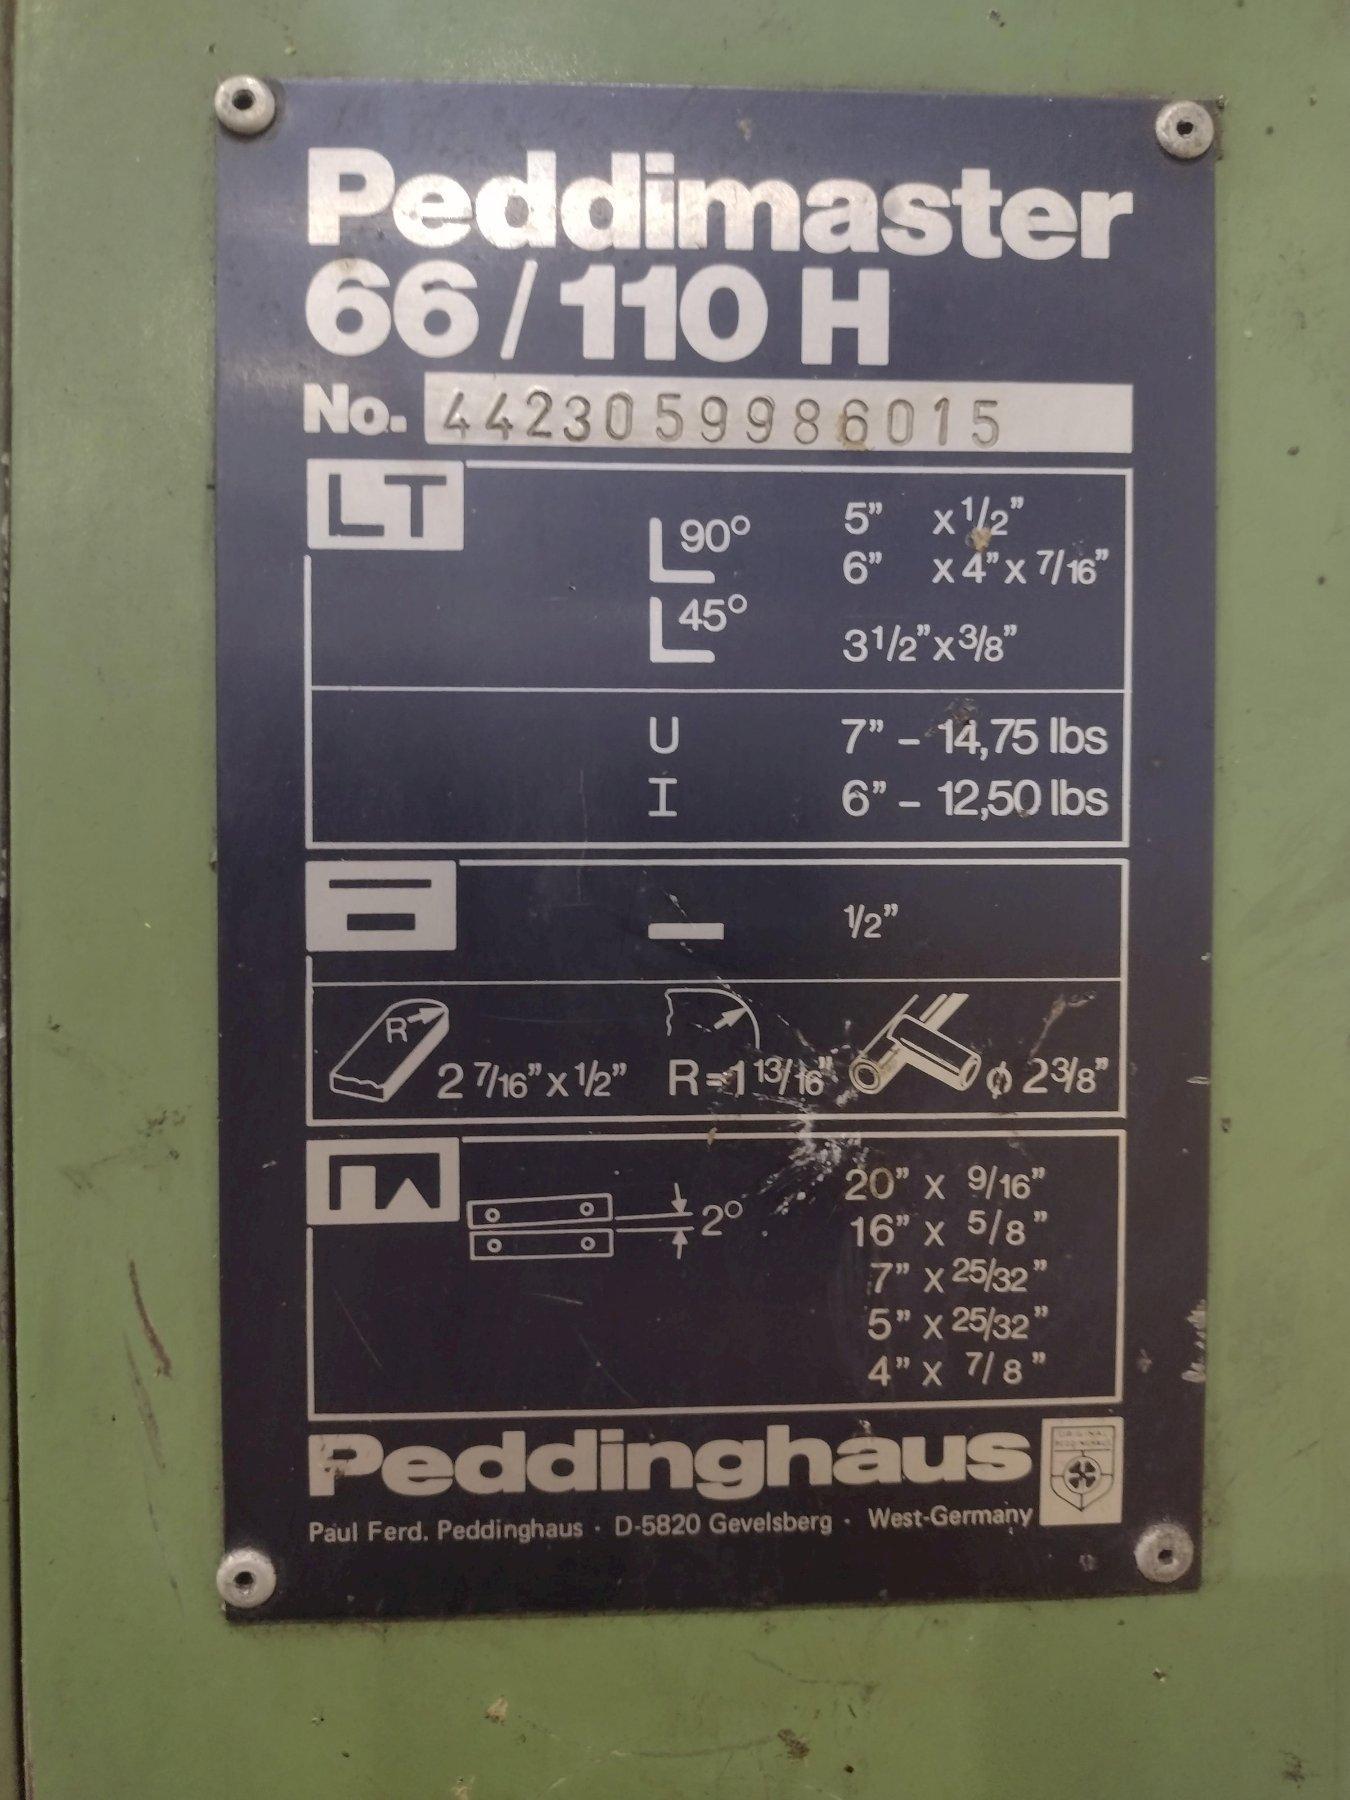 Peddimaster
66 / 110 H
No. 4423059986015
LT
90° 5” x 1/2”
6” x 4” x 7/16”
45° 3 1/2” x 3/8”
U 7” – 14,75 lbs
I 6” – 12,50 lbs
1/2”
R
2 7/16” x 1/2” R=1 13/16” ϕ 2 3/8”
20” x 9/16”
2° 16” x 5/8”
7” x 25/32”
5” x 25/32”
4” x 7/8”
Peddinghaus
ORIGINAL
PEDDINGHAUS
Paul Ferd. Peddinghaus · D-5820 Gevelsberg · West-Germany